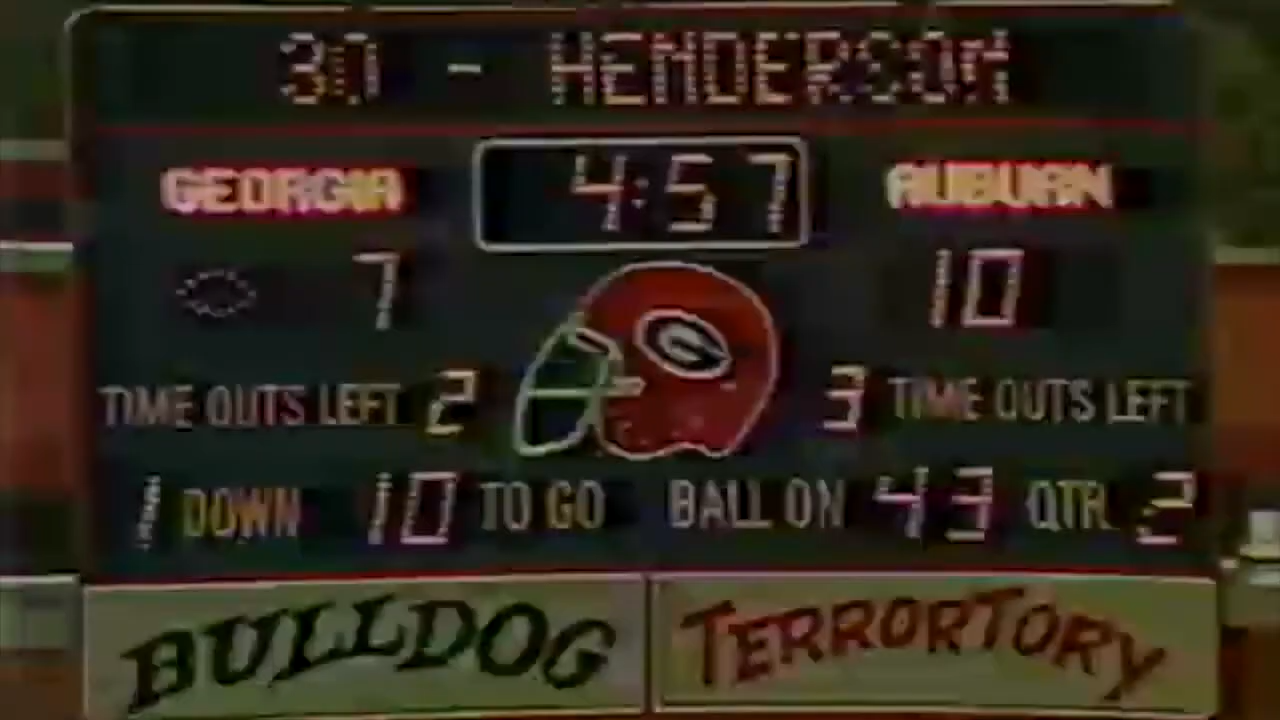 30 - HENDERSON
GEORGIA 4:57 AUBURN
7 10
G
TIME OUTS LEFT 2 3 TIME OUTS LEFT
1 DOWN 10 TO GO BALL ON 43 QTR 2
BULLDOG TERRORTORY